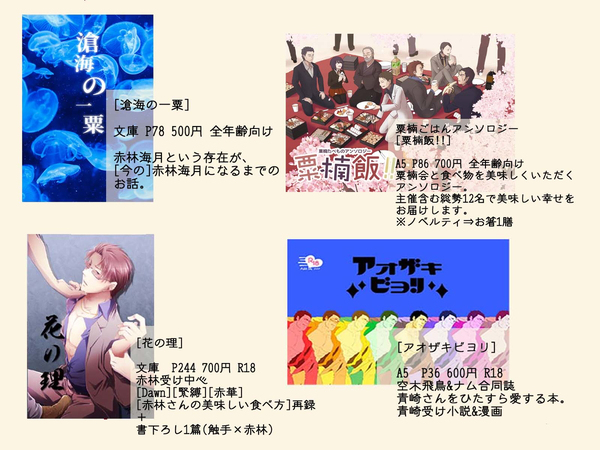 滄海の一粟
[滄海の一粟]
文庫 P78 500円 全年齢向け
赤林海月という存在が、
[今の]赤林海月になるまでの
お話。
粟楠たべものアンソロジー
粟楠飯!!
粟楠ごはんアンソロジー
[粟楠飯!!]
A5 P86 700円 全年齢向け
粟楠会と食べ物を美味しくいただく
アンソロジー。
主催含む総勢12名で美味しい幸せを
お届けします。
※ノベルティ⇒お箸1膳
花の理
[花の理]
文庫 P244 700円 R18
赤林受け中心
[Dawn][緊縛][赤華]
[赤林さんの美味しい食べ方]再録
＋
書下ろし1篇(触手×赤林)
アオザキ
ビヨリ
[アオザキビヨリ]
A5 P36 600円 R18
空木飛鳥&ナム合同誌
青崎さんをひたすら愛する本。
青崎受け小説&漫画